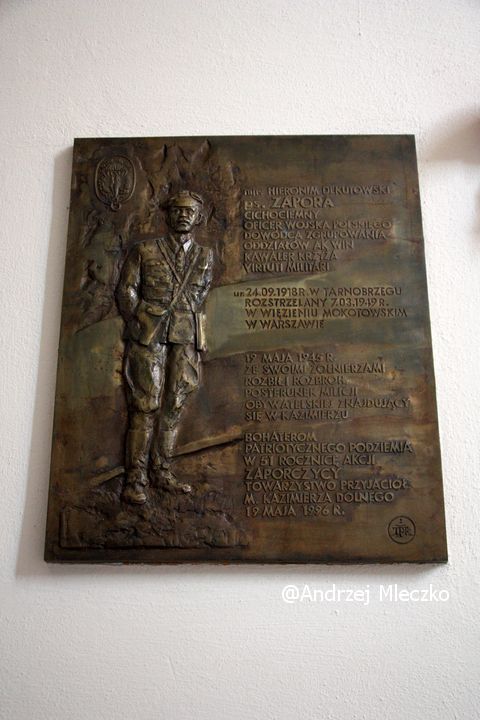 mjr. HIERONIM DEKUTOWSKI
ps. ZAPORA
CICHOCIEMNY
OFICER WOJSKA POLSKIEGO
DOWÓDCA ZGRUPOWANIA
ODDZIAŁÓW AK WIN
KAWALER KRZYŻA
VIRTUTI MILITARI
ur. 24.09.1918 R. W TARNOBRZEGU
ROZSTRZELANY 7.03.1949 R.
W WIĘZIENIU MOKOTOWSKIM
W WARSZAWIE
19 MAJA 1945 R.
ZE SWOIMI ŻOŁNIERZAMI
ROZBIŁ I ROZBROIŁ
POSTERUNEK MILICJI
OBYWATELSKIEJ ZNAJDUJĄCY
SIĘ W KAZIMIERZU
BOHATEROM
PATRIOTYCZNEGO PODZIEMIA
W 51 ROCZNICĘ AKCJI
ZAPORCZYCY
TOWARZYSTWO PRZYJACIÓŁ
M. KAZIMIERZA DOLNEGO
19 MAJA 1996 R.
@Andrzej Mleczko